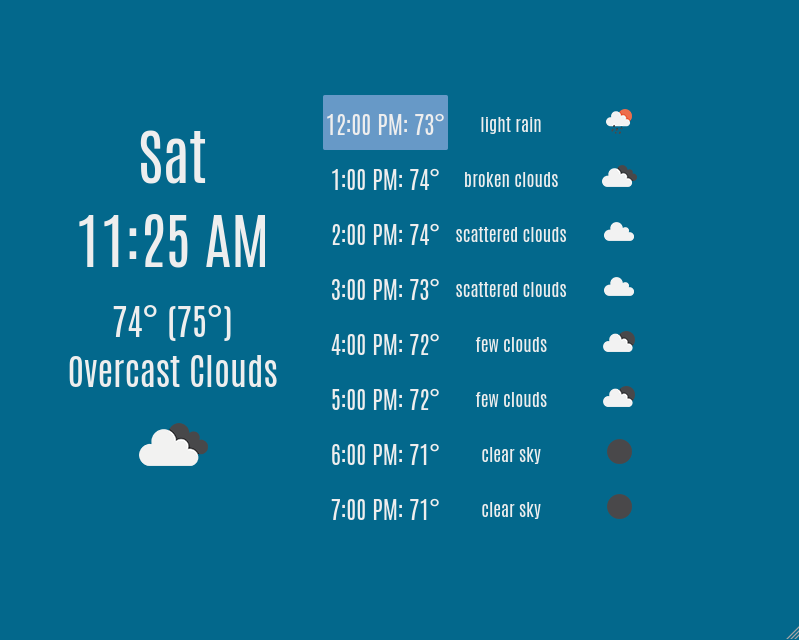 Sat
11:25 AM
74° (75°)
Overcast Clouds
12:00 PM: 73° light rain
1:00 PM: 74° broken clouds
2:00 PM: 74° scattered clouds
3:00 PM: 73° scattered clouds
4:00 PM: 72° few clouds
5:00 PM: 72° few clouds
6:00 PM: 71° clear sky
7:00 PM: 71° clear sky